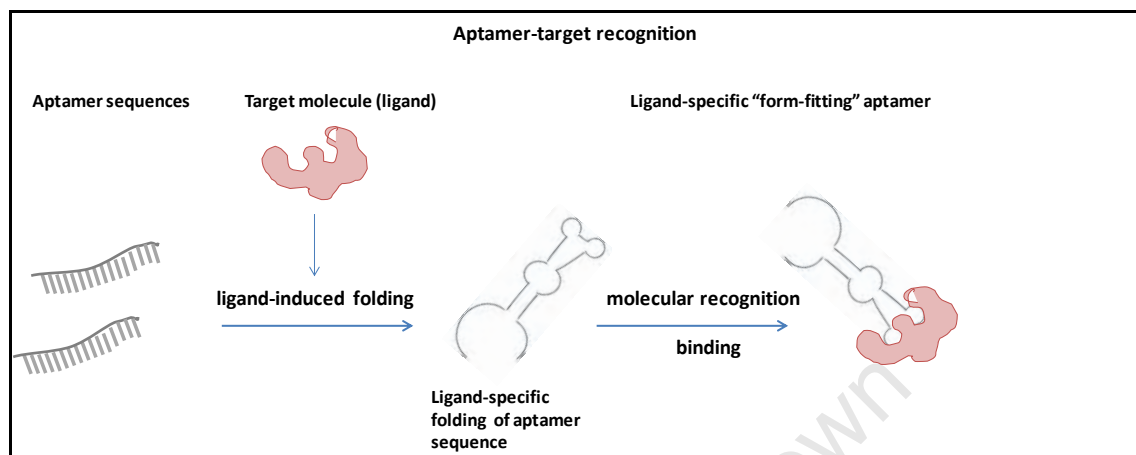 Aptamer-target recognition
Aptamer sequences
Target molecule (ligand)
Ligand-specific “form-fitting” aptamer
ligand-induced folding
molecular recognition
binding
Ligand-specific
folding of aptamer
sequence